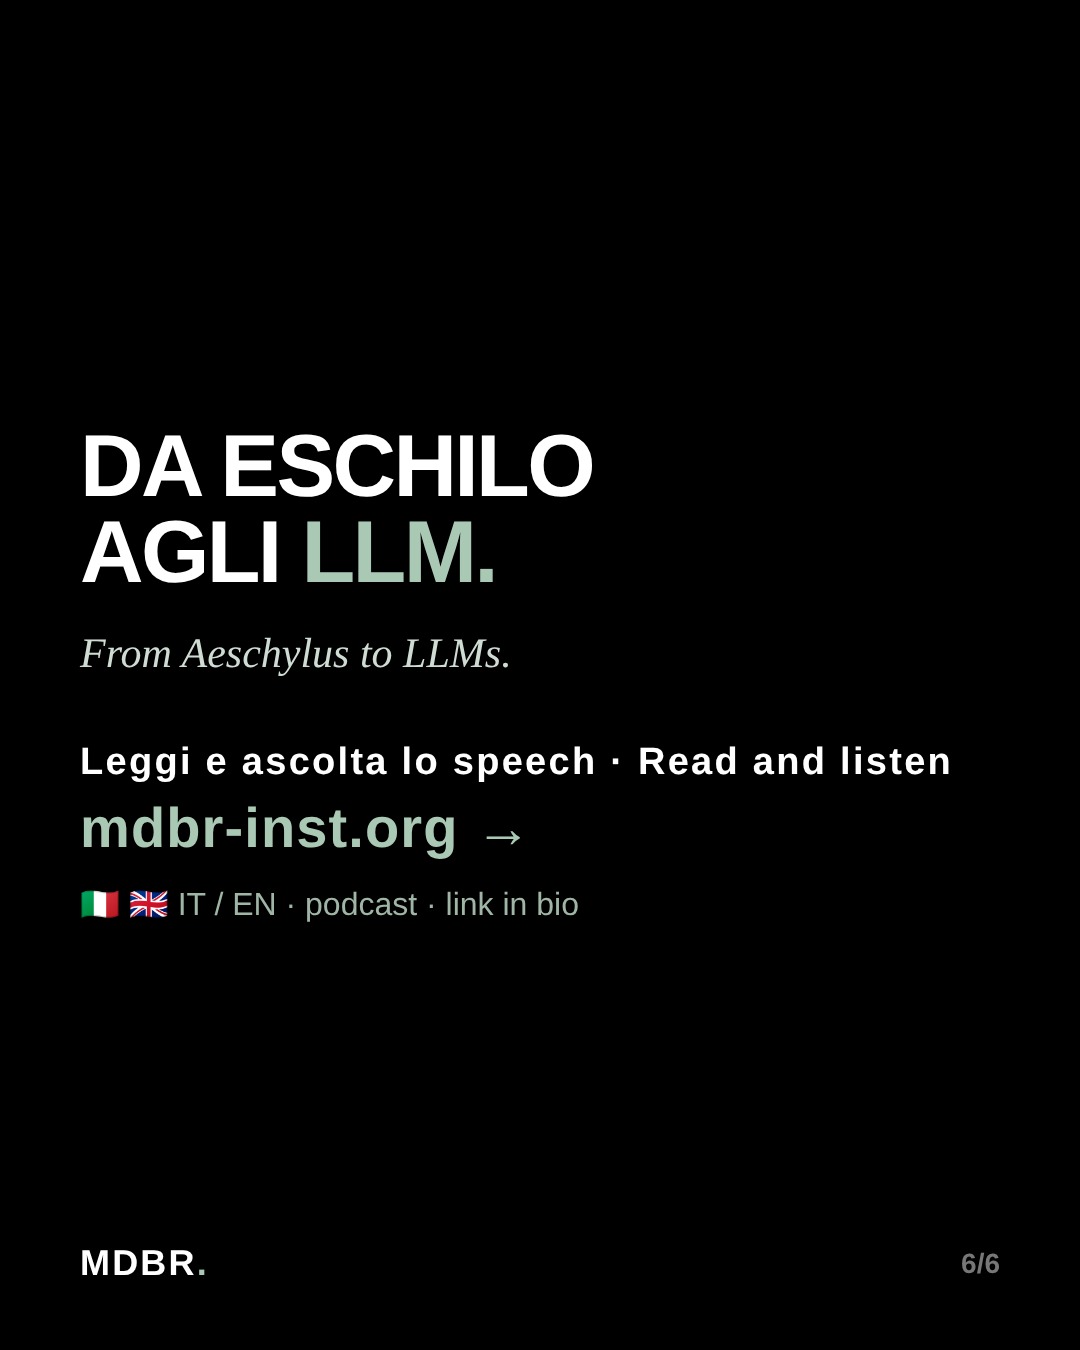 DA ESCHILO
AGLI LLM.
From Aeschylus to LLMs.
Leggi e ascolta lo speech · Read and listen
mdbr-inst.org →
🇮🇹 🇬🇧 IT / EN · podcast · link in bio
MDBR.
6/6